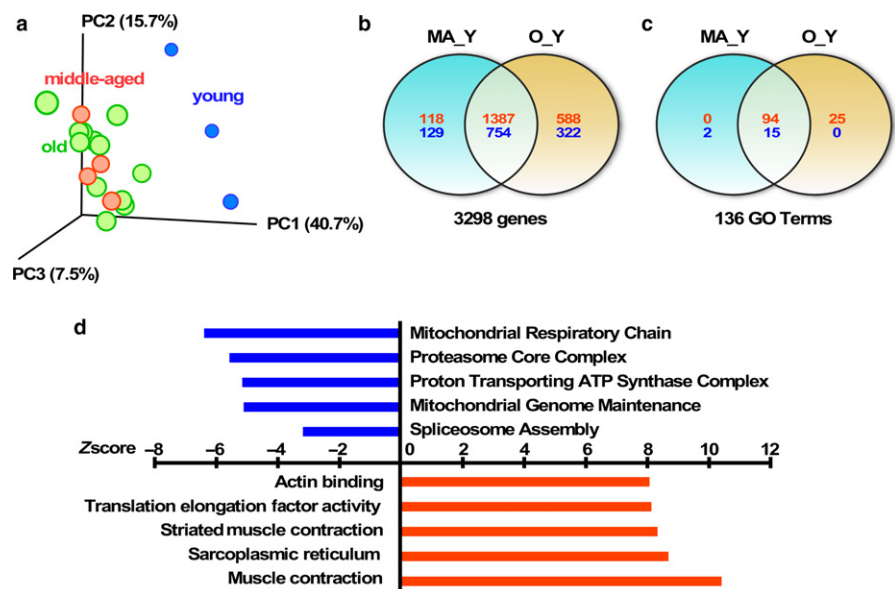 a
PC2 (15.7%)
middle-aged
young
old
PC1 (40.7%)
PC3 (7.5%)
b
MA_Y O_Y
118 1387 588
129 754 322
3298 genes
c
MA_Y O_Y
0 94 25
2 15 0
136 GO Terms
d
Mitochondrial Respiratory Chain
Proteasome Core Complex
Proton Transporting ATP Synthase Complex
Mitochondrial Genome Maintenance
Spliceosome Assembly
Zscore
–8 –6 –4 –2 0 2 4 6 8 10 12
Actin binding
Translation elongation factor activity
Striated muscle contraction
Sarcoplasmic reticulum
Muscle contraction